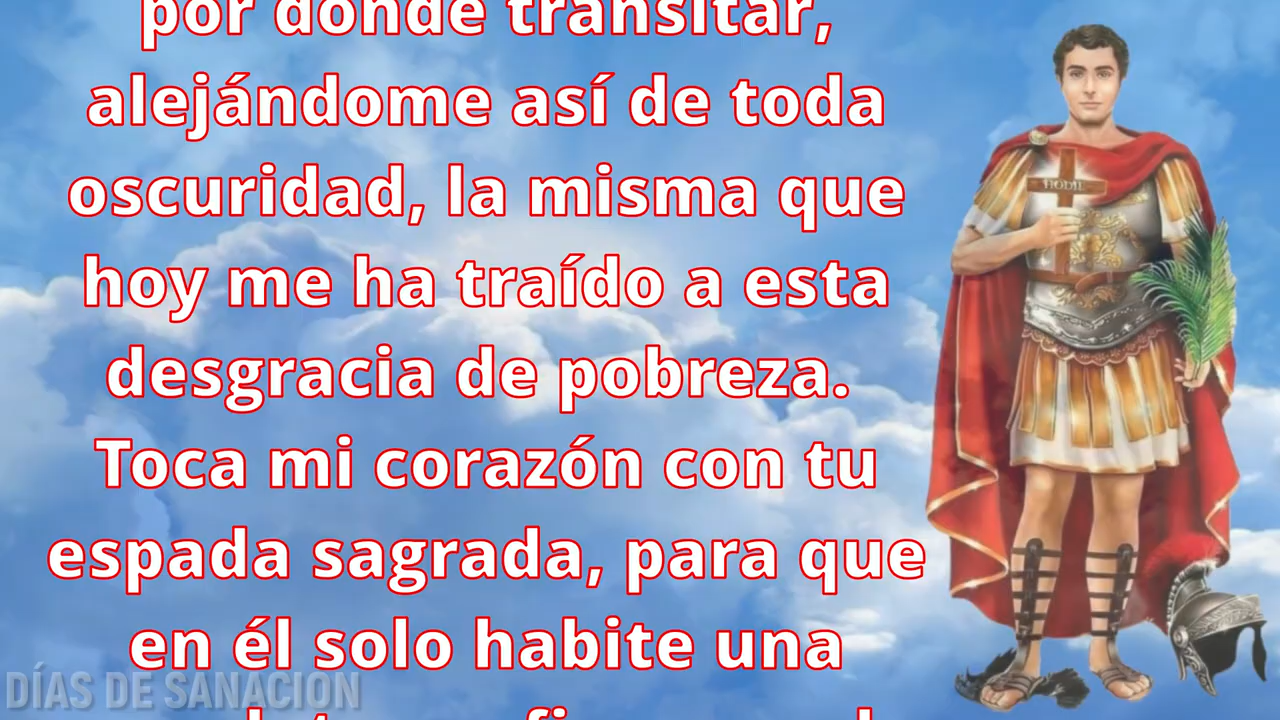 por donde transitar,
alejándome así de toda
oscuridad, la misma que
hoy me ha traído a esta
desgracia de pobreza.
Toca mi corazón con tu
espada sagrada, para que
en él solo habite una
HODIE
DÍAS DE SANACION